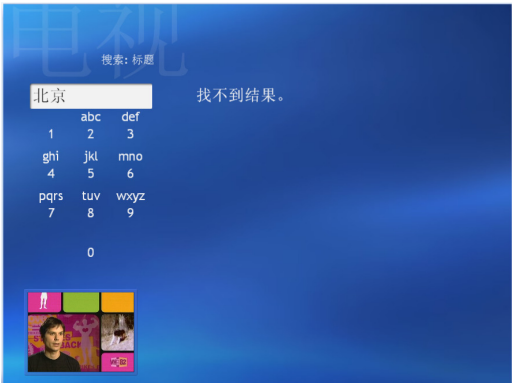 电视
搜索: 标题
北京
找不到结果。
abc def
1 2 3
ghi jkl mno
4 5 6
pqrs tuv wxyz
7 8 9
0